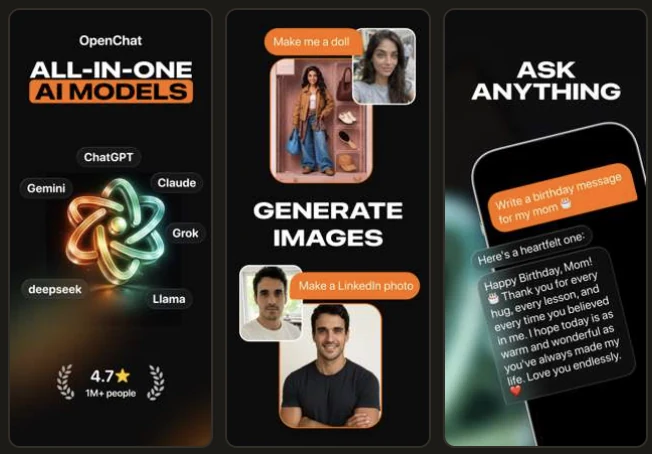 OpenChat
ALL-IN-ONE
AI MODELS
ChatGPT
Gemini
Claude
Grok
deepseek
Llama
4.7⭐
1M+ people
Make me a doll
GENERATE
IMAGES
Make a LinkedIn photo
ASK
ANYTHING
Write a birthday message
for my mom ☕
Here's a heartfelt one:
Happy Birthday, Mom!
☕ Thank you for every
hug, every lesson, and
every time you believed
in me. I hope today is as
warm and wonderful as
you've always made my
life. Love you endlessly.
❤️